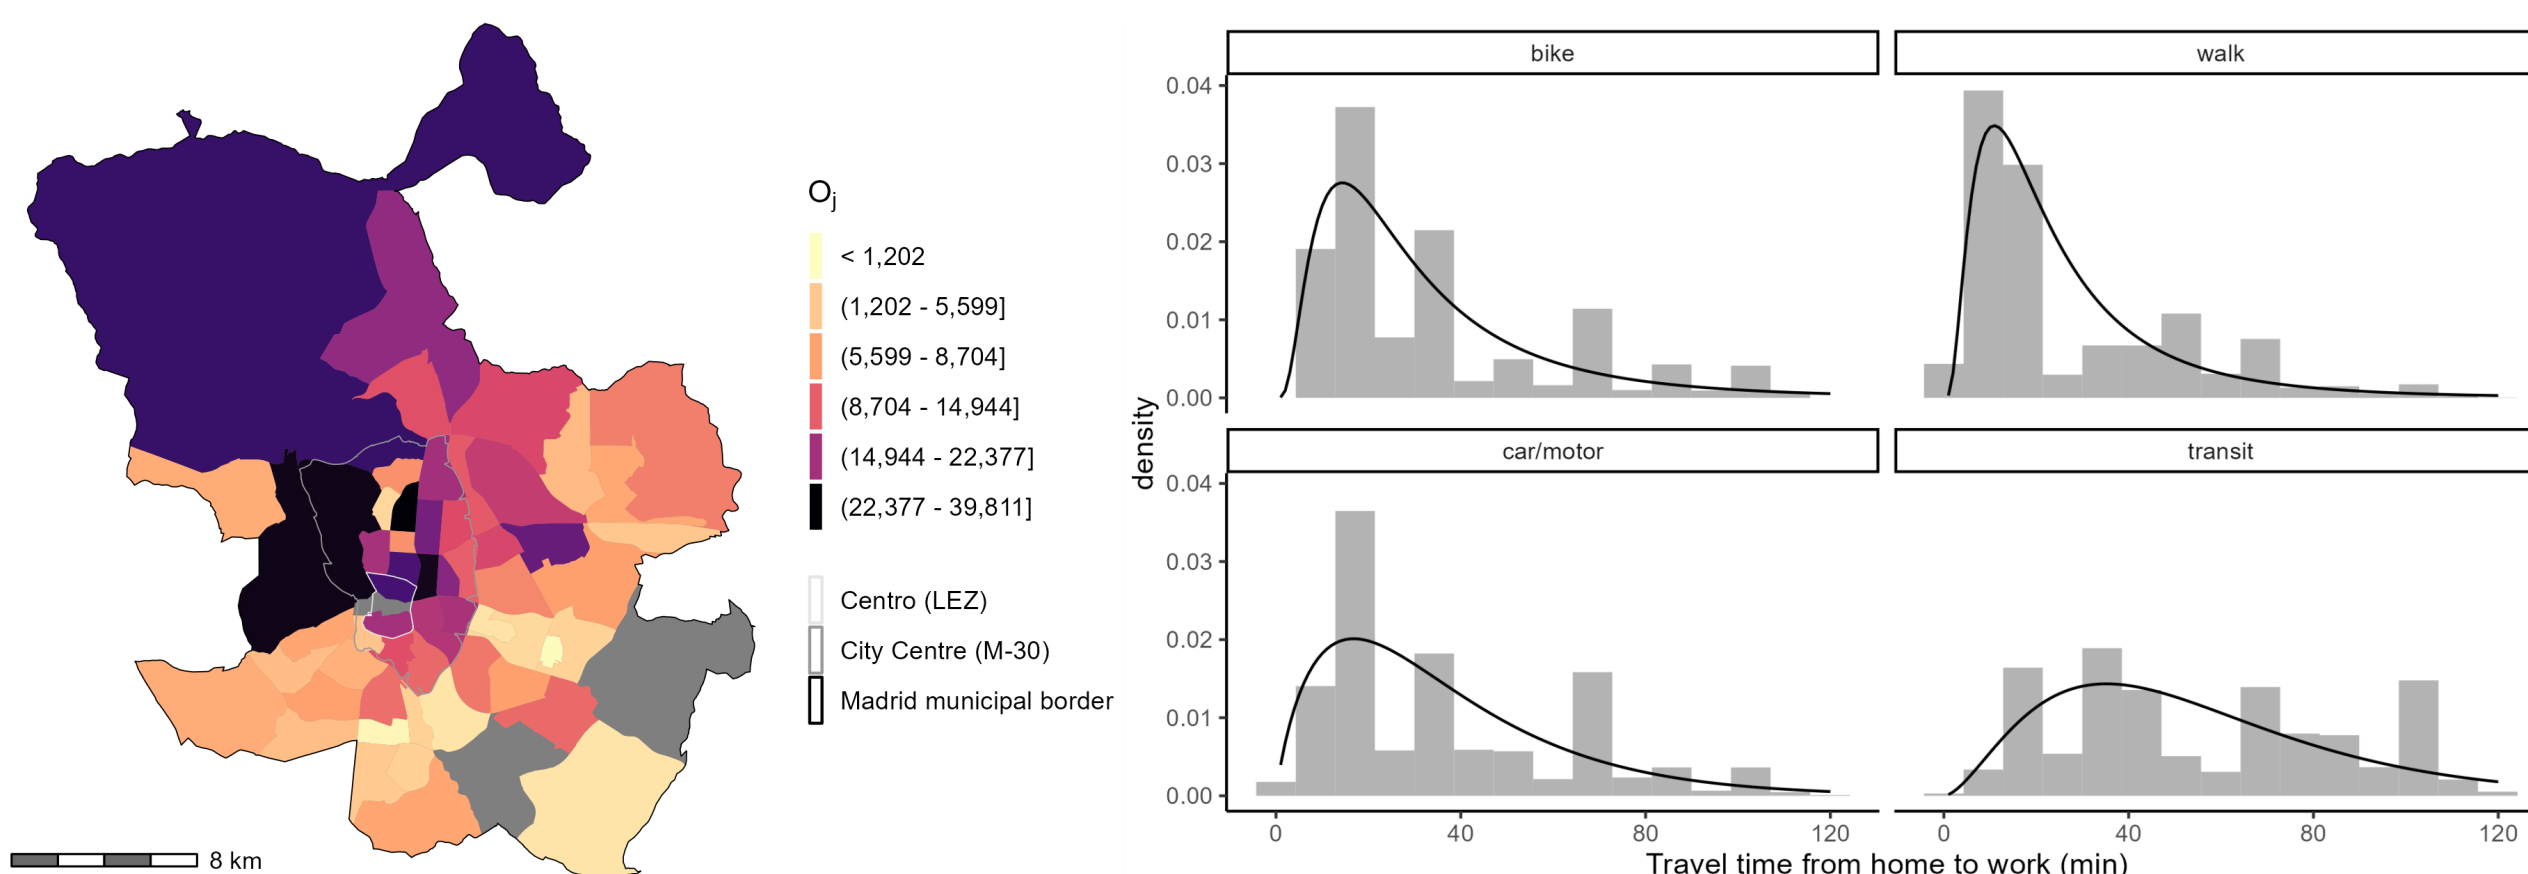 Oj
< 1,202
(1,202 - 5,599]
(5,599 - 8,704]
(8,704 - 14,944]
(14,944 - 22,377]
(22,377 - 39,811]
Centro (LEZ)
City Centre (M-30)
Madrid municipal border
8 km
bike
walk
0.04
0.03
0.02
0.01
0.00
density
car/motor
transit
0.04
0.03
0.02
0.01
0.00
0 40 80 120 0 40 80 120
Travel time from home to work (min)